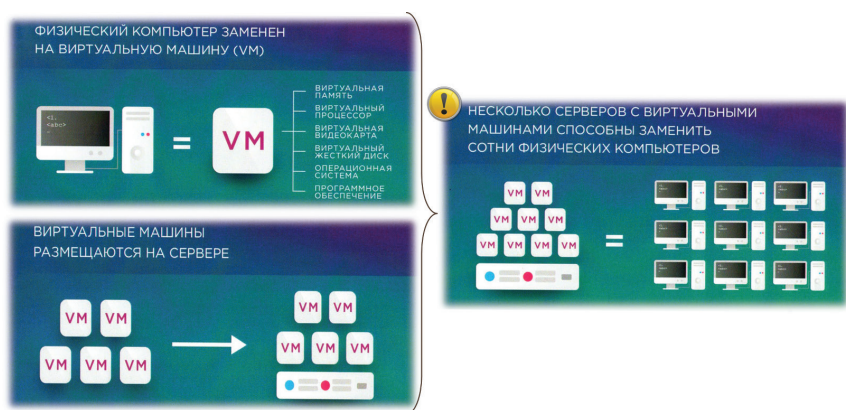 ФИЗИЧЕСКИЙ КОМПЬЮТЕР ЗАМЕНЕН
НА ВИРТУАЛЬНУЮ МАШИНУ (VM)
<1,
<abc>
=
VM
ВИРТУАЛЬНАЯ
ПАМЯТЬ
ВИРТУАЛЬНЫЙ
ПРОЦЕССОР
ВИРТУАЛЬНАЯ
ВИДЕОКАРТА
ВИРТУАЛЬНЫЙ
ЖЕСТКИЙ ДИСК
ОПЕРАЦИОННАЯ
СИСТЕМА
ПРОГРАММНОЕ
ОБЕСПЕЧЕНИЕ
ВИРТУАЛЬНЫЕ МАШИНЫ
РАЗМЕЩАЮТСЯ НА СЕРВЕРЕ
VM VM
VM VM VM
VM VM
VM VM VM
!
НЕСКОЛЬКО СЕРВЕРОВ С ВИРТУАЛЬНЫМИ
МАШИНАМИ СПОСОБНЫ ЗАМЕНИТЬ
СОТНИ ФИЗИЧЕСКИХ КОМПЬЮТЕРОВ
VM VM
VM VM VM
VM VM VM VM
=